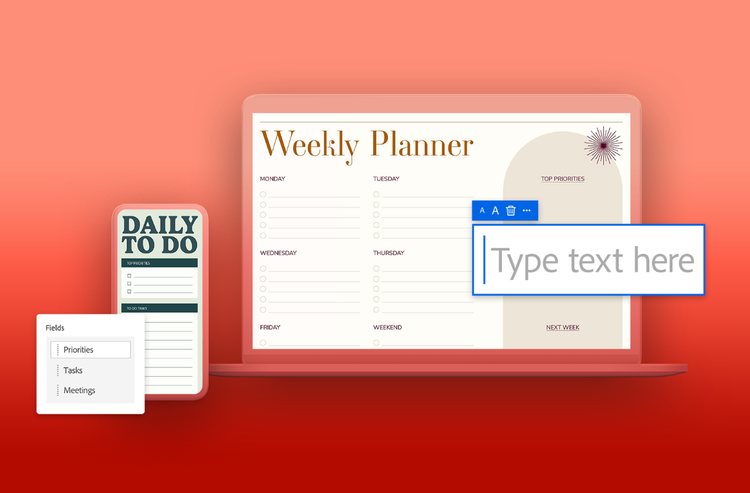 Weekly Planner
MONDAY
TUESDAY
TOP PRIORITIES
A A
Type text here
WEDNESDAY
THURSDAY
FRIDAY
WEEKEND
NEXT WEEK
DAILY
TO DO
TOP PRIORITIES
TO DO TASKS
Fields
Priorities
Tasks
Meetings